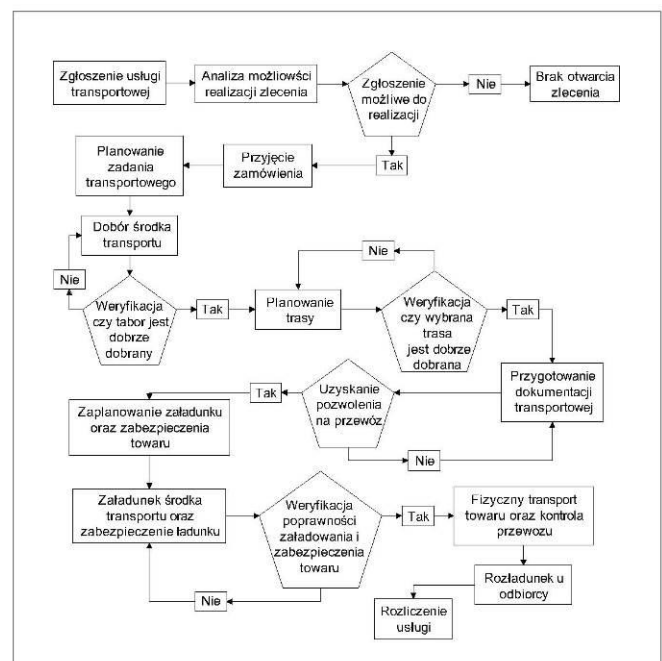 Zgłoszenie usługi
transportowej
Analiza możliowści
realizacji zlecenia
Zgłoszenie
możliwe do
realizacji
Nie
Brak otwarcia
zlecenia
Tak
Przyjęcie
zamówienia
Planowanie
zadania
transportowego
Dobór środka
transportu
Nie
Weryfikacja
czy tabor jest
dobrze
dobrany
Tak
Planowanie
trasy
Nie
Weryfikacja
czy wybrana
trasa
jest dobrze
dobrana
Tak
Przygotowanie
dokumentacji
transportowej
Uzyskanie
pozwolenia
na przewóz
Nie
Tak
Zaplanowanie załadunku
oraz zabezpieczenia
towaru
Załadunek środka
transportu oraz
zabezpieczenie ładunku
Weryfikacja
poprawności
załadowania i
zabezpieczenia
towaru
Nie
Tak
Fizyczny transport
towaru oraz kontrola
przewozu
Rozładunek u
odbiorcy
Rozliczenie
usługi